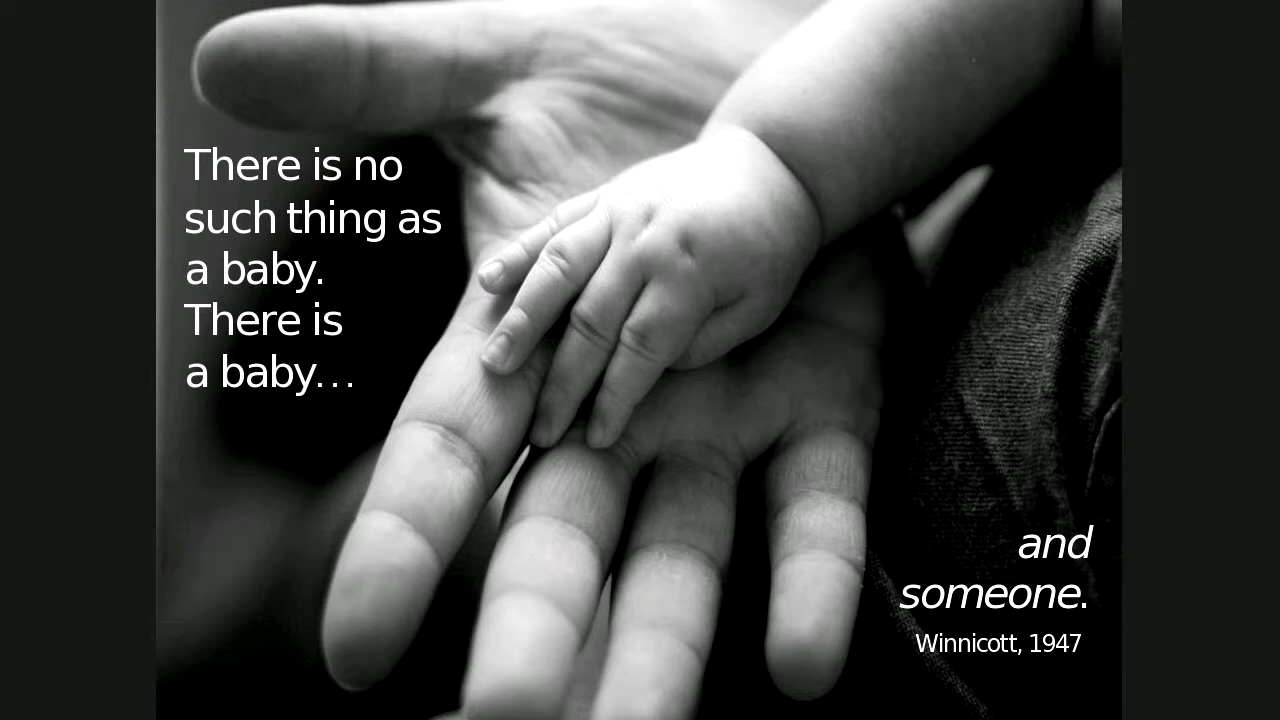 There is no
such thing as
a baby.
There is
a baby...
and
someone.
Winnicott, 1947